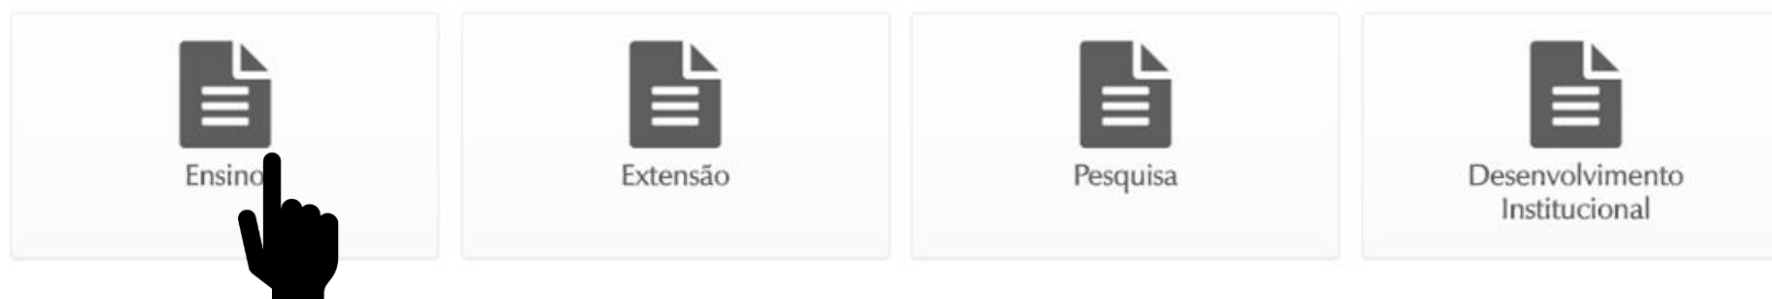 Ensino
Extensão
Pesquisa
Desenvolvimento
Institucional